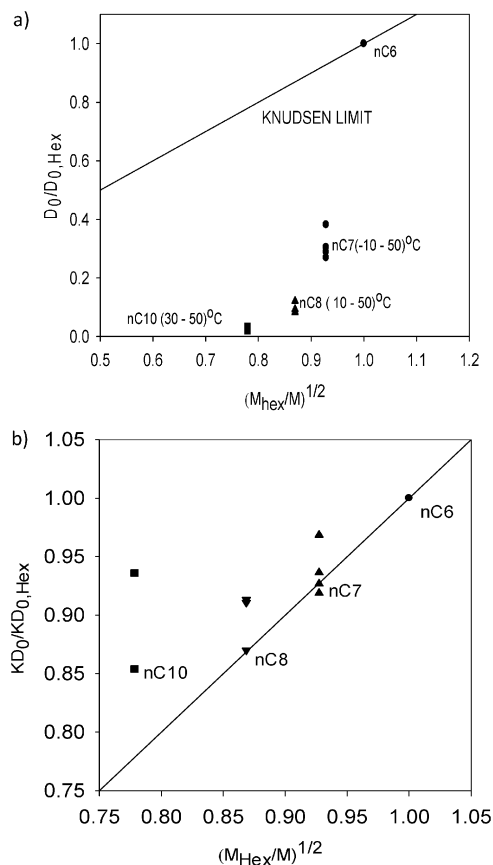 a)
D0/D0,Hex
1.0
0.8
0.6
0.4
0.2
0.0
nC6
KNUDSEN LIMIT
nC7(-10 - 50)oC
nC8 ( 10 - 50)oC
nC10 (30 - 50)oC
0.5 0.6 0.7 0.8 0.9 1.0 1.1 1.2
(Mhex/M)1/2
b)
KD0/KD0,Hex
1.05
1.00
0.95
0.90
0.85
0.80
0.75
nC6
nC7
nC8
nC10
0.75 0.80 0.85 0.90 0.95 1.00 1.05
(MHex/M)1/2